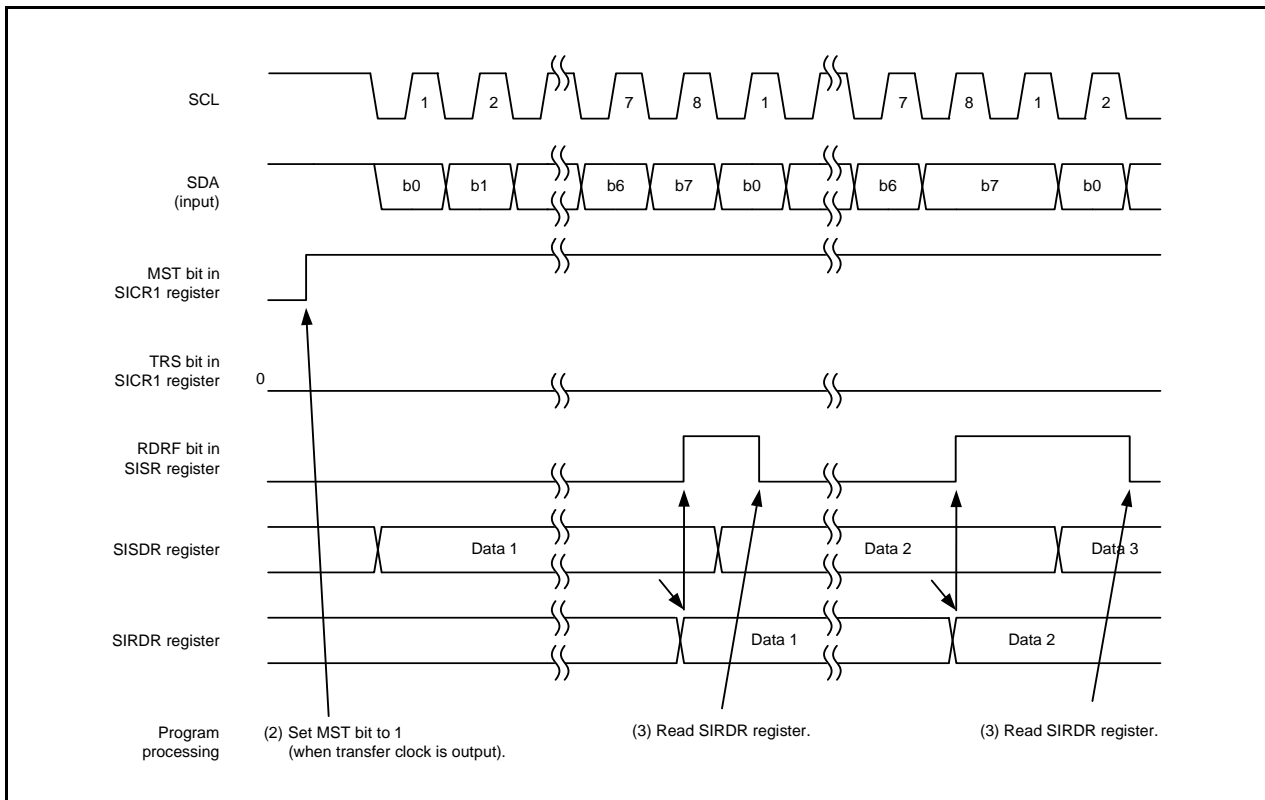 SCL
1
2
7
8
1
7
8
1
2
SDA
(input)
b0
b1
b6
b7
b0
b6
b7
b0
MST bit in
SICR1 register
TRS bit in
SICR1 register
0
RDRF bit in
SISR register
SISDR register
Data 1
Data 2
Data 3
SIRDR register
Data 1
Data 2
Program
processing
(2) Set MST bit to 1
(when transfer clock is output).
(3) Read SIRDR register.
(3) Read SIRDR register.